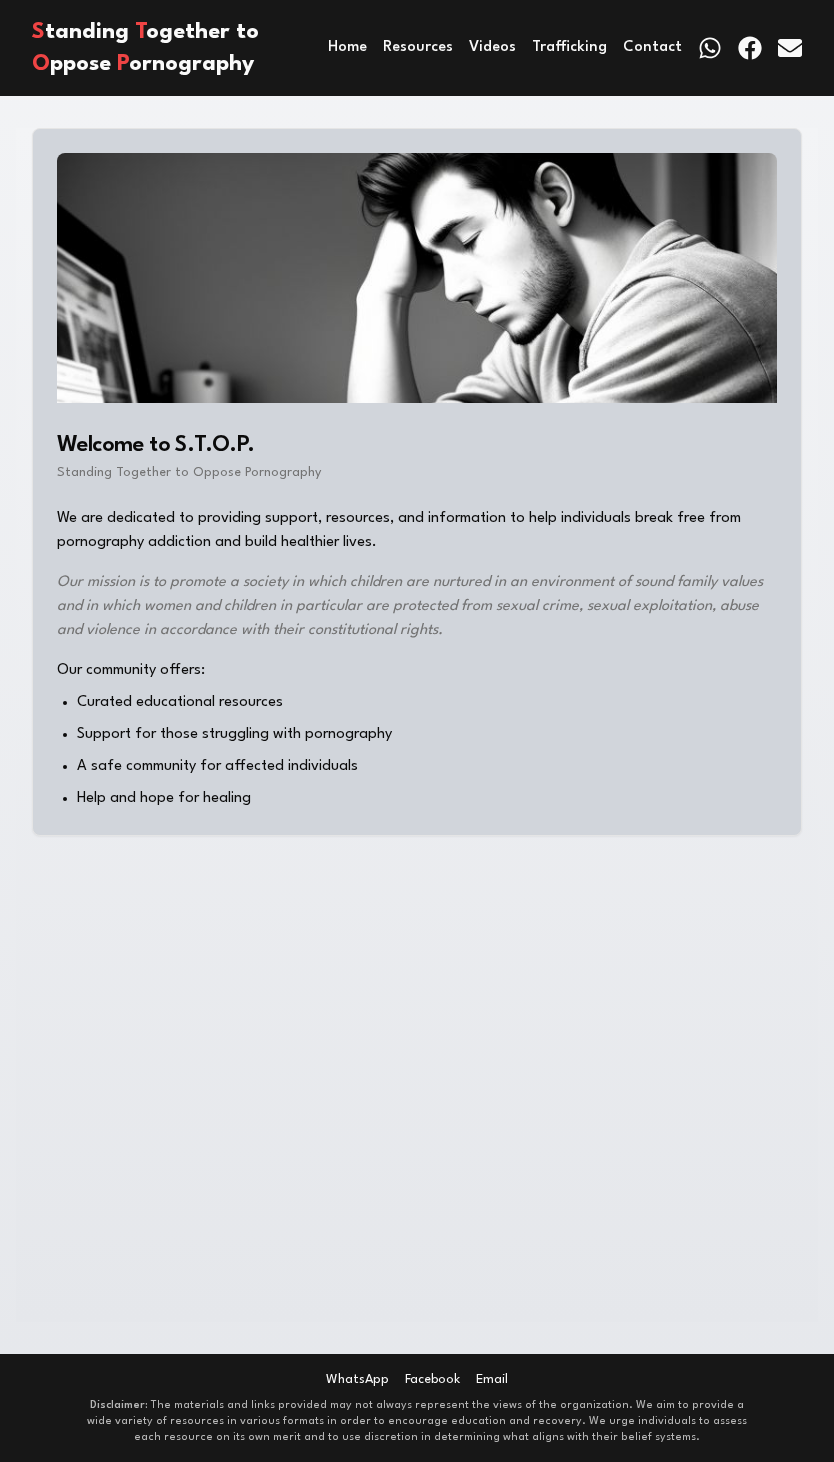 Standing Together to
Oppose Pornography
Home Resources Videos Trafficking Contact
Welcome to S.T.O.P.
Standing Together to Oppose Pornography
We are dedicated to providing support, resources, and information to help individuals break free from
pornography addiction and build healthier lives.
Our mission is to promote a society in which children are nurtured in an environment of sound family values
and in which women and children in particular are protected from sexual crime, sexual exploitation, abuse
and violence in accordance with their constitutional rights.
Our community offers:
• Curated educational resources
• Support for those struggling with pornography
• A safe community for affected individuals
• Help and hope for healing
WhatsApp Facebook Email
Disclaimer: The materials and links provided may not always represent the views of the organization. We aim to provide a
wide variety of resources in various formats in order to encourage education and recovery. We urge individuals to assess
each resource on its own merit and to use discretion in determining what aligns with their belief systems.